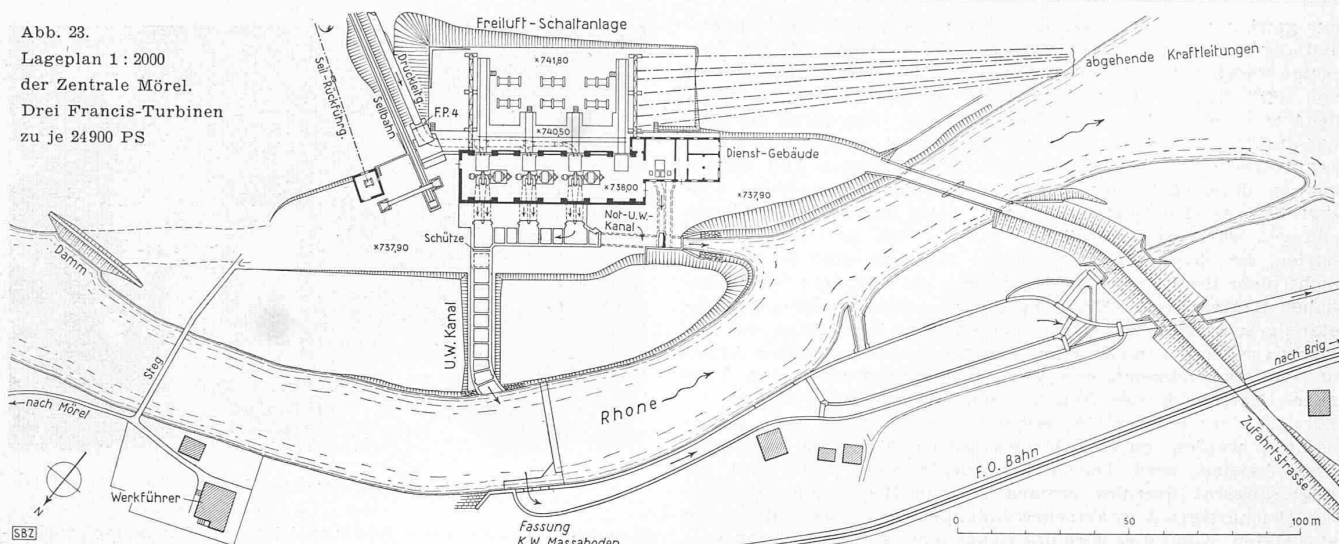 Abb. 23.
Lageplan 1 : 2000
der Zentrale Mörel.
Drei Francis-Turbinen
zu je 24900 PS
Freiluft-Schaltanlage
×741,80
abgehende Kraftleitungen
Seil-Rückführg.
Seilbahn
Druckleitg.
F.P.4
×740,50
Dienst-Gebäude
×738,00
×737,90
Not-U.W.-
Kanal
Schütze
×737,90
Damm
U.W. Kanal
Steg
Rhone
nach Mörel
nach Brig
Zufahrtstrasse
F.O. Bahn
Werkführer
N
Fassung
K.W. Massaboden
0 50 100 m
SBZ